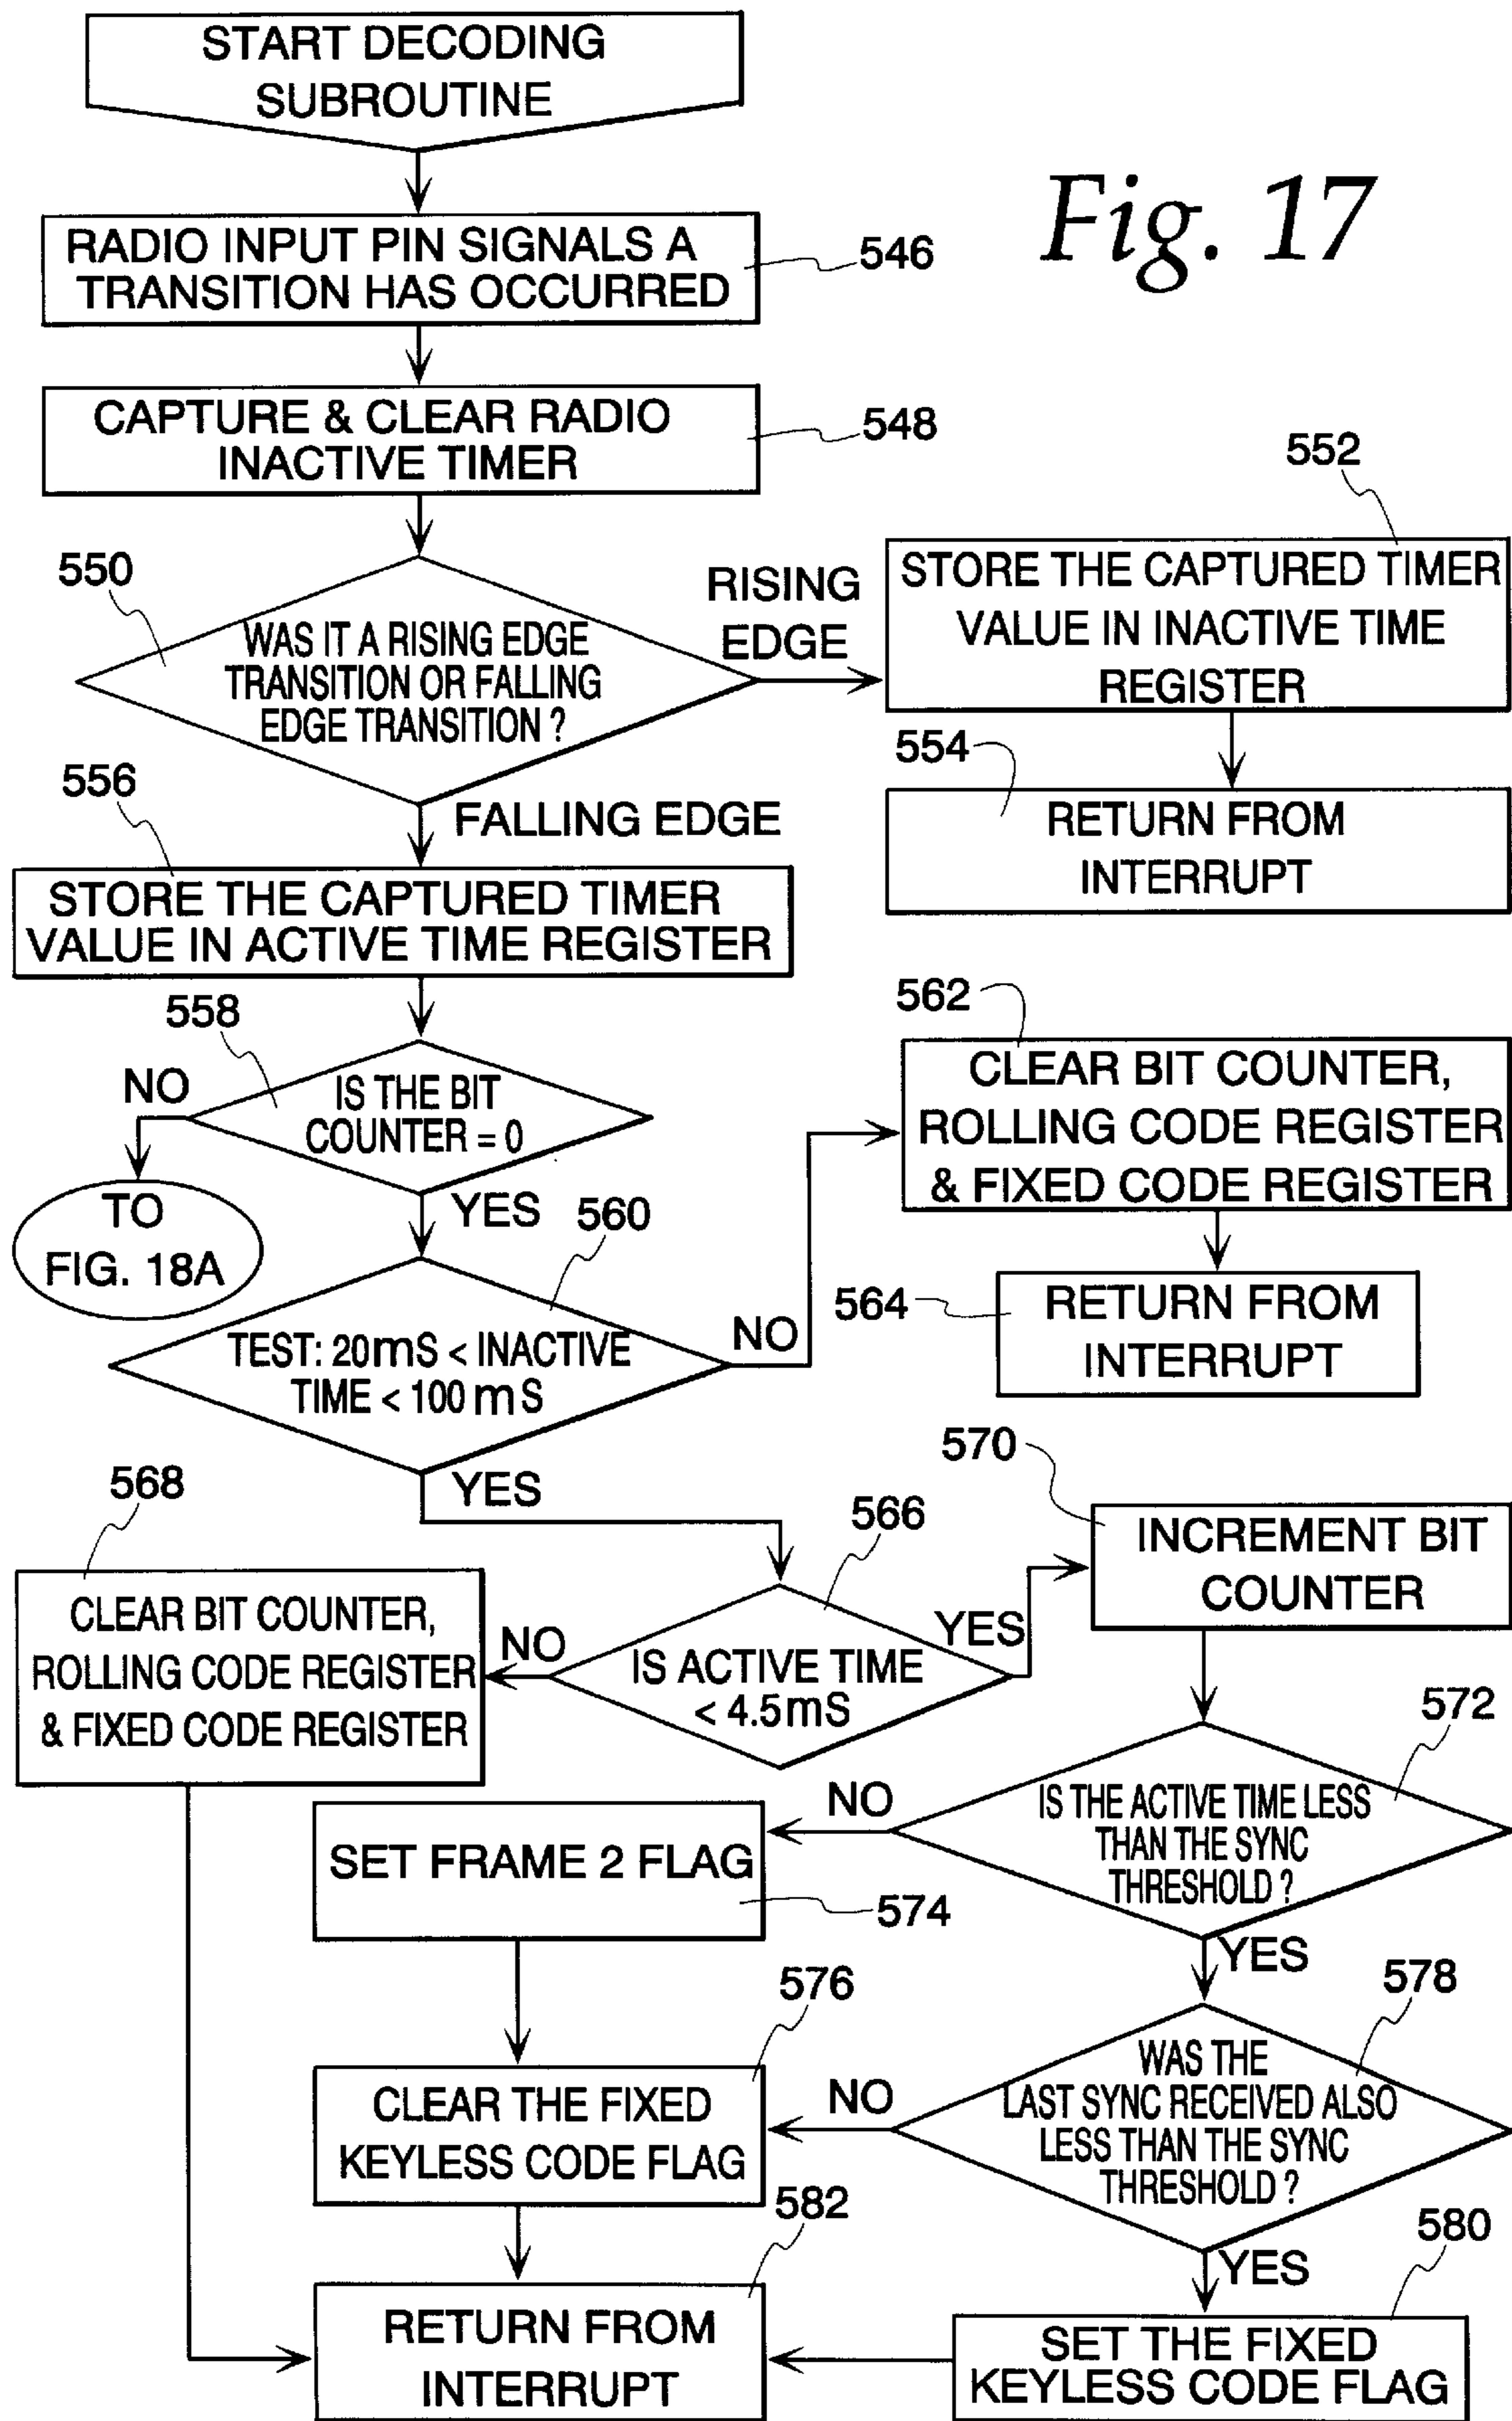 START DECODING
SUBROUTINE
Fig. 17
RADIO INPUT PIN SIGNALS A
TRANSITION HAS OCCURRED
546
CAPTURE & CLEAR RADIO
INACTIVE TIMER
548
550
WAS IT A RISING EDGE
TRANSITION OR FALLING
EDGE TRANSITION ?
RISING
EDGE
552
STORE THE CAPTURED TIMER
VALUE IN INACTIVE TIME
REGISTER
554
RETURN FROM
INTERRUPT
FALLING EDGE
556
STORE THE CAPTURED TIMER
VALUE IN ACTIVE TIME REGISTER
558
IS THE BIT
COUNTER = 0
NO
TO
FIG. 18A
YES
560
TEST: 20mS < INACTIVE
TIME < 100 mS
NO
562
CLEAR BIT COUNTER,
ROLLING CODE REGISTER
& FIXED CODE REGISTER
564
RETURN FROM
INTERRUPT
YES
566
IS ACTIVE TIME
< 4.5mS
NO
568
CLEAR BIT COUNTER,
ROLLING CODE REGISTER
& FIXED CODE REGISTER
YES
570
INCREMENT BIT
COUNTER
572
IS THE ACTIVE TIME LESS
THAN THE SYNC
THRESHOLD ?
NO
SET FRAME 2 FLAG
574
YES
576
CLEAR THE FIXED
KEYLESS CODE FLAG
578
WAS THE
LAST SYNC RECEIVED ALSO
LESS THAN THE SYNC
THRESHOLD ?
NO
YES
580
SET THE FIXED
KEYLESS CODE FLAG
582
RETURN FROM
INTERRUPT